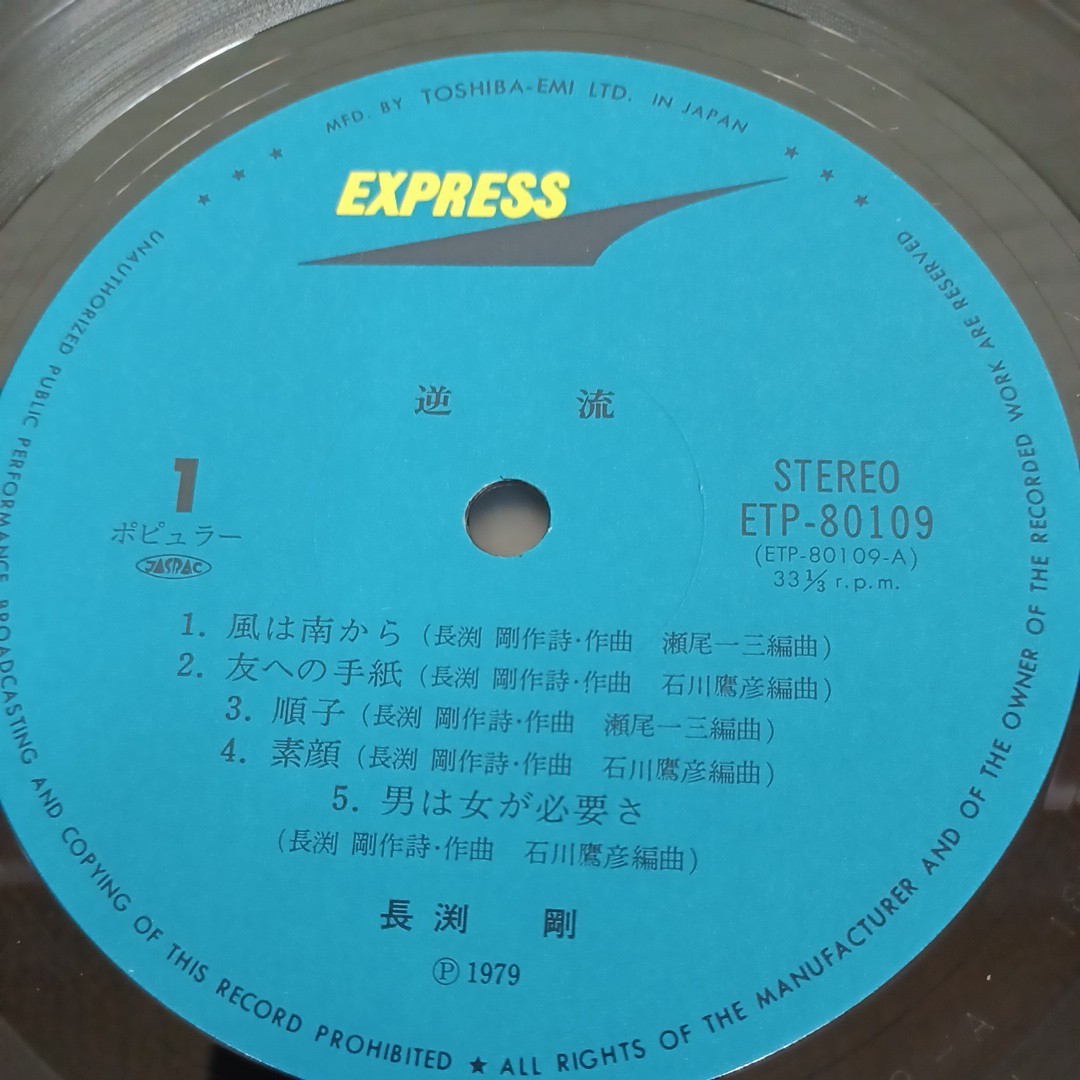 MFD. BY TOSHIBA-EMI LTD. IN JAPAN
EXPRESS
逆 流
1
ポピュラー
JASRAC
STEREO
ETP-80109
(ETP-80109-A)
33 1/3 r.p.m.
1. 風は南から (長渕 剛作詩・作曲 瀬尾一三編曲)
2. 友への手紙 (長渕 剛作詩・作曲 石川鷹彦編曲)
3. 順子 (長渕 剛作詩・作曲 瀬尾一三編曲)
4. 素顔 (長渕 剛作詩・作曲 石川鷹彦編曲)
5. 男は女が必要さ
(長渕 剛作詩・作曲 石川鷹彦編曲)
長渕 剛
Ⓟ 1979
UNAUTHORIZED PUBLIC PERFORMANCE BROADCASTING AND COPYING OF THIS RECORD PROHIBITED ★ ALL RIGHTS OF THE MANUFACTURER AND OF THE OWNER OF THE RECORDED WORK ARE RESERVED